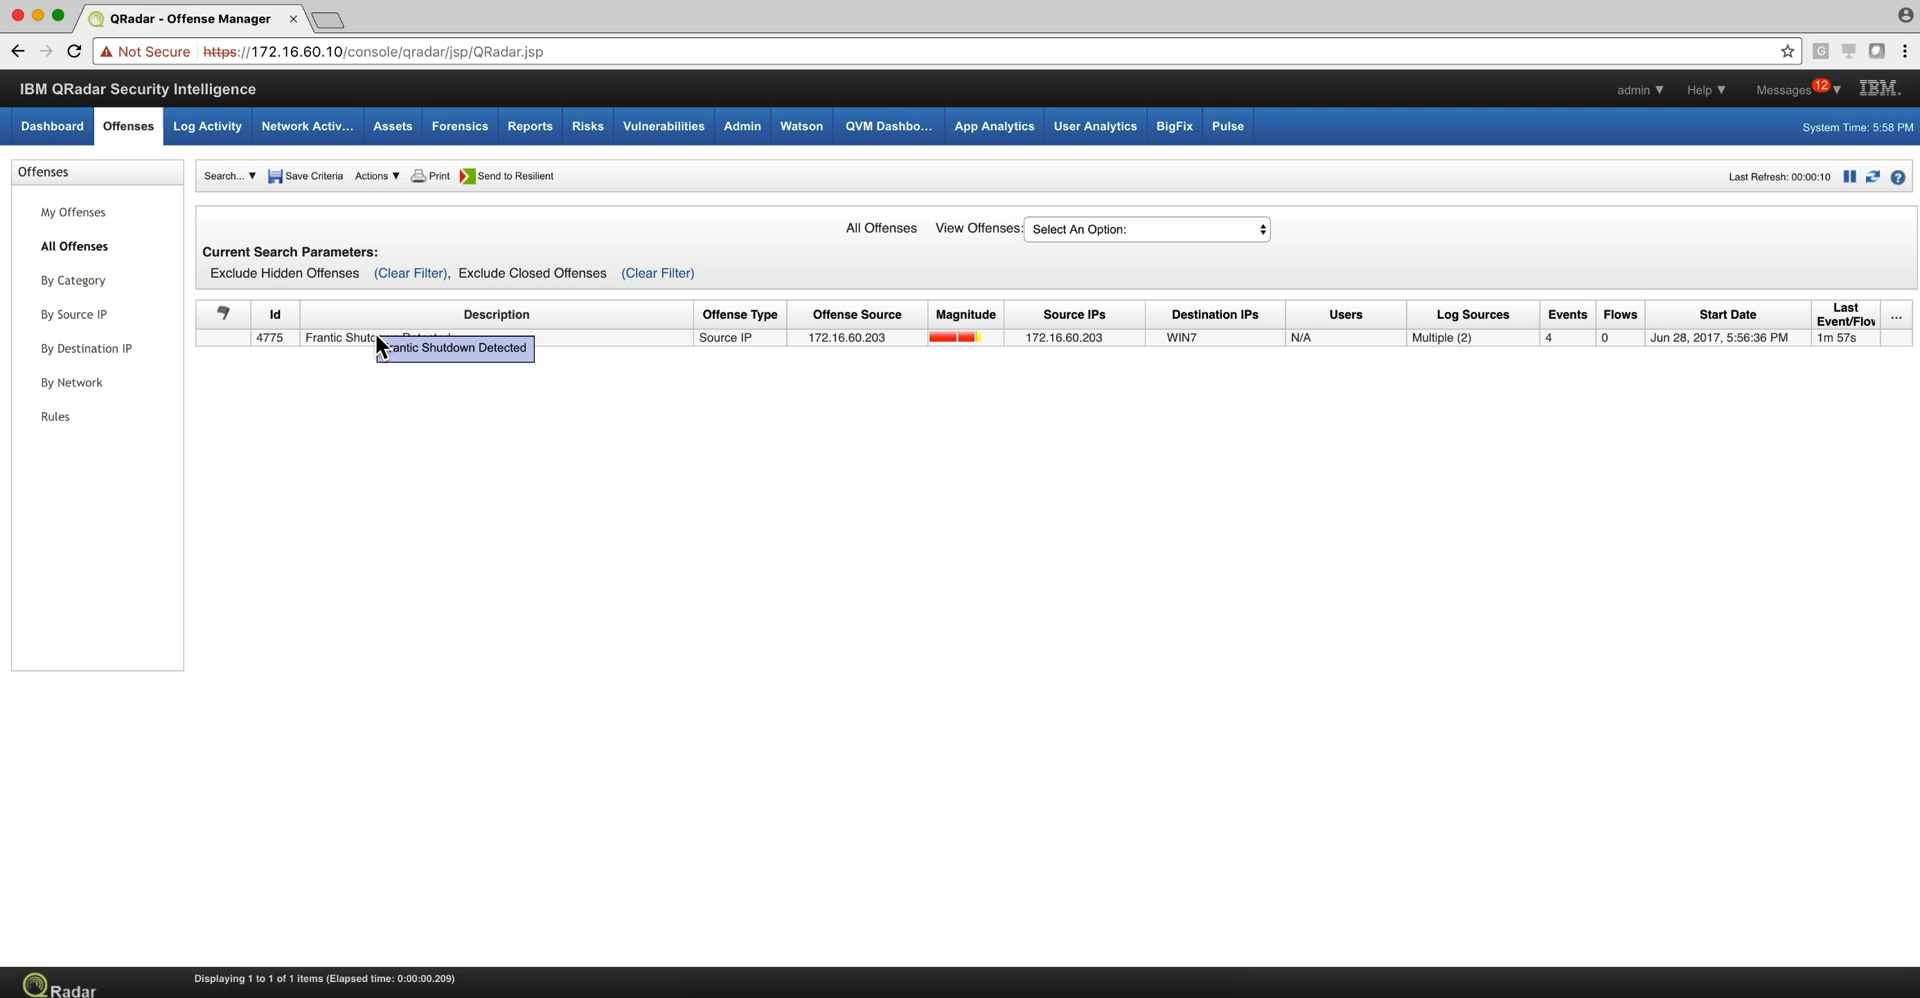 QRadar - Offense Manager
Not Secure https://172.16.60.10/console/qradar/jsp/QRadar.jsp
IBM QRadar Security Intelligence
admin ▼ Help ▼ Messages 12 ▼ IBM.
Dashboard Offenses Log Activity Network Activ... Assets Forensics Reports Risks Vulnerabilities Admin Watson QVM Dashbo... App Analytics User Analytics BigFix Pulse System Time: 5:58 PM
Offenses
My Offenses
All Offenses
By Category
By Source IP
By Destination IP
By Network
Rules
Search... ▼ Save Criteria Actions ▼ Print Send to Resilient Last Refresh: 00:00:10
All Offenses View Offenses: Select An Option:
Current Search Parameters:
Exclude Hidden Offenses (Clear Filter), Exclude Closed Offenses (Clear Filter)
Id Description Offense Type Offense Source Magnitude Source IPs Destination IPs Users Log Sources Events Flows Start Date Last Event/Flow ...
4775 Frantic Shutdown Detected Source IP 172.16.60.203 172.16.60.203 WIN7 N/A Multiple (2) 4 0 Jun 28, 2017, 5:56:36 PM 1m 57s
Frantic Shutdown Detected
QRadar
Displaying 1 to 1 of 1 items (Elapsed time: 0:00:00.209)